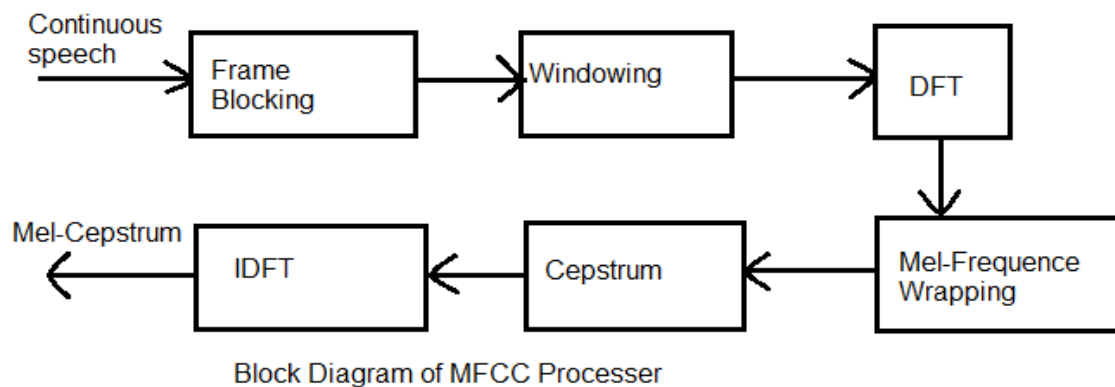 Continuous
speech
Frame
Blocking
Windowing
DFT
Mel-Frequence
Wrapping
Cepstrum
IDFT
Mel-Cepstrum
Block Diagram of MFCC Processer